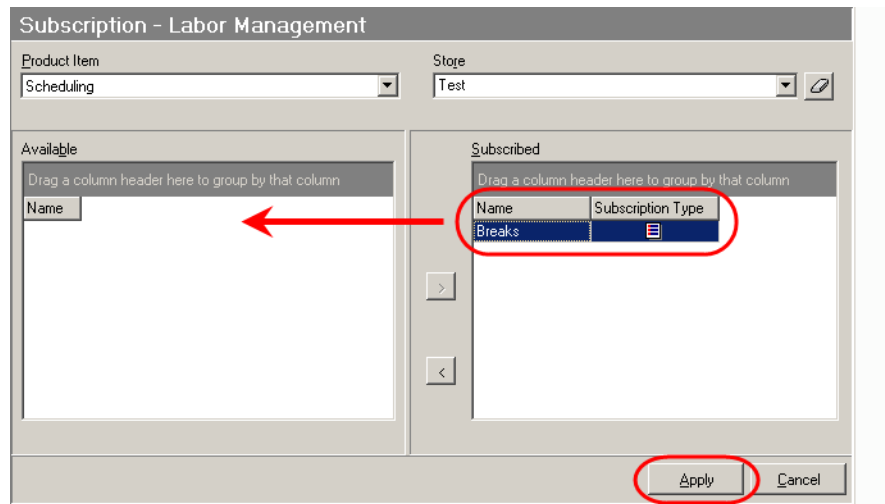 Subscription - Labor Management
Product Item
Store
Scheduling
Test
Available
Subscribed
Drag a column header here to group by that column
Drag a column header here to group by that column
Name
Name Subscription Type
Breaks
>
<
Apply Cancel